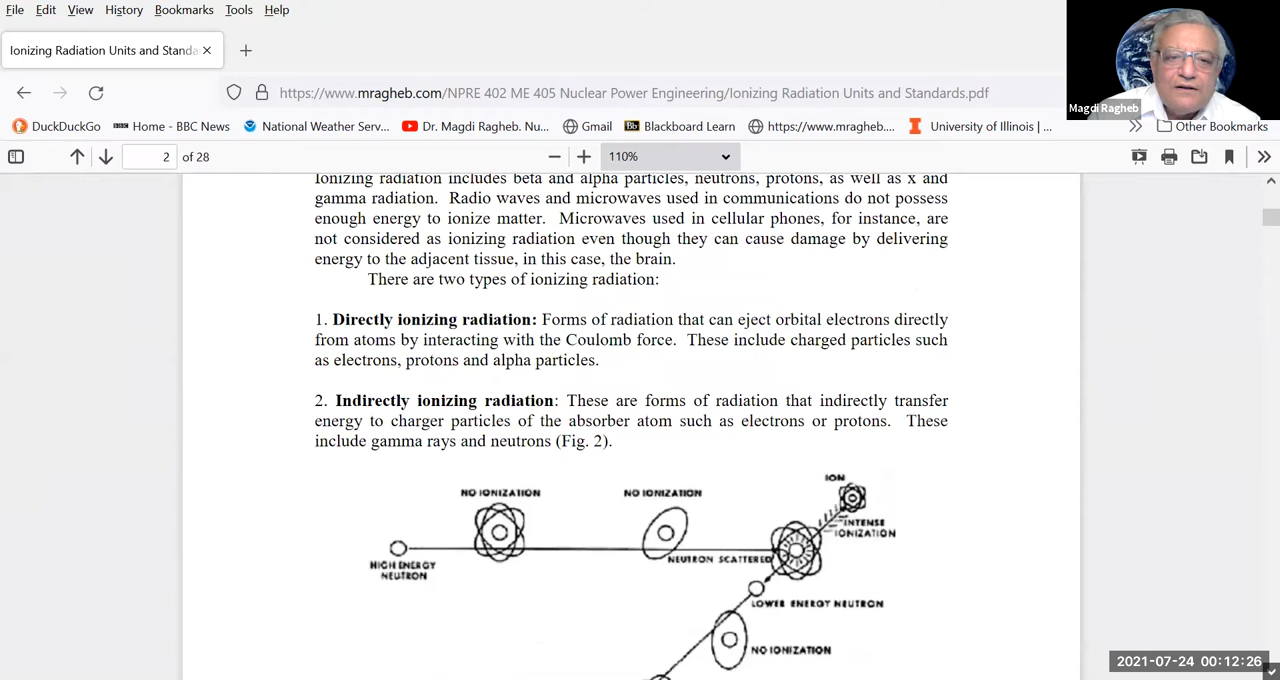 File Edit View History Bookmarks Tools Help
Ionizing Radiation Units and Standa
https://www.mragheb.com/NPRE 402 ME 405 Nuclear Power Engineering/Ionizing Radiation Units and Standards.pdf
Magdi Ragheb
DuckDuckGo BBC Home - BBC News National Weather Serv... Dr. Magdi Ragheb. Nu... Gmail Bb Blackboard Learn https://www.mragheb.... I University of Illinois |... Other Bookmarks
2 of 28 110%
Ionizing radiation includes beta and alpha particles, neutrons, protons, as well as x and
gamma radiation. Radio waves and microwaves used in communications do not possess
enough energy to ionize matter. Microwaves used in cellular phones, for instance, are
not considered as ionizing radiation even though they can cause damage by delivering
energy to the adjacent tissue, in this case, the brain.
There are two types of ionizing radiation:
1. Directly ionizing radiation: Forms of radiation that can eject orbital electrons directly
from atoms by interacting with the Coulomb force. These include charged particles such
as electrons, protons and alpha particles.
2. Indirectly ionizing radiation: These are forms of radiation that indirectly transfer
energy to charger particles of the absorber atom such as electrons or protons. These
include gamma rays and neutrons (Fig. 2).
ION
NO IONIZATION NO IONIZATION
INTENSE
IONIZATION
NEUTRON SCATTERED
HIGH ENERGY
NEUTRON
LOWER ENERGY NEUTRON
NO IONIZATION
2021-07-24 00:12:26